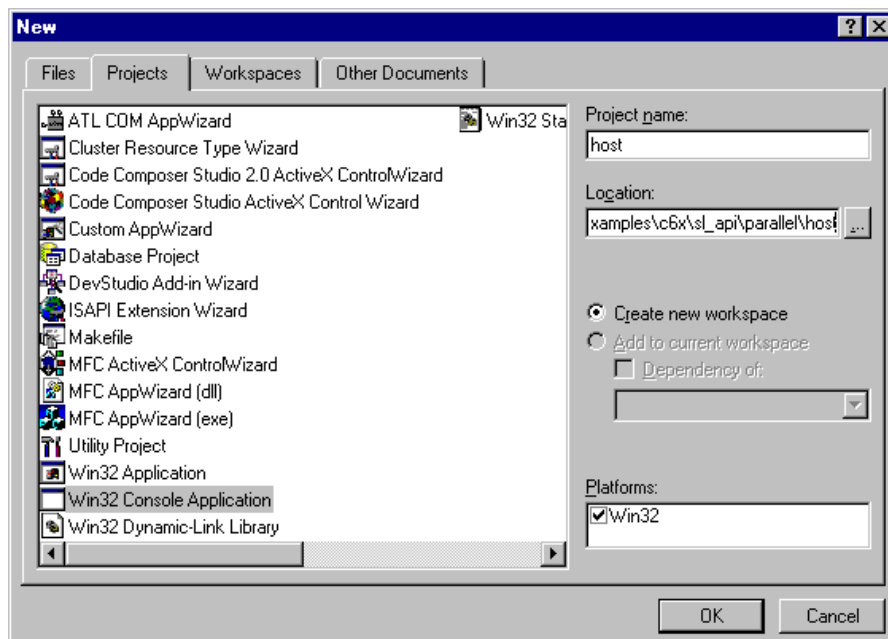 New
Files
Projects
Workspaces
Other Documents
ATL COM AppWizard
Cluster Resource Type Wizard
Code Composer Studio 2.0 ActiveX ControlWizard
Code Composer Studio ActiveX Control Wizard
Custom AppWizard
Database Project
DevStudio Add-in Wizard
ISAPI Extension Wizard
Makefile
MFC ActiveX ControlWizard
MFC AppWizard (dll)
MFC AppWizard (exe)
Utility Project
Win32 Application
Win32 Console Application
Win32 Dynamic-Link Library
Win32 Sta
Project name:
host
Location:
xamples\c6x\sl_api\parallel\host
...
Create new workspace
Add to current workspace
Dependency of:
Platforms:
Win32
OK
Cancel